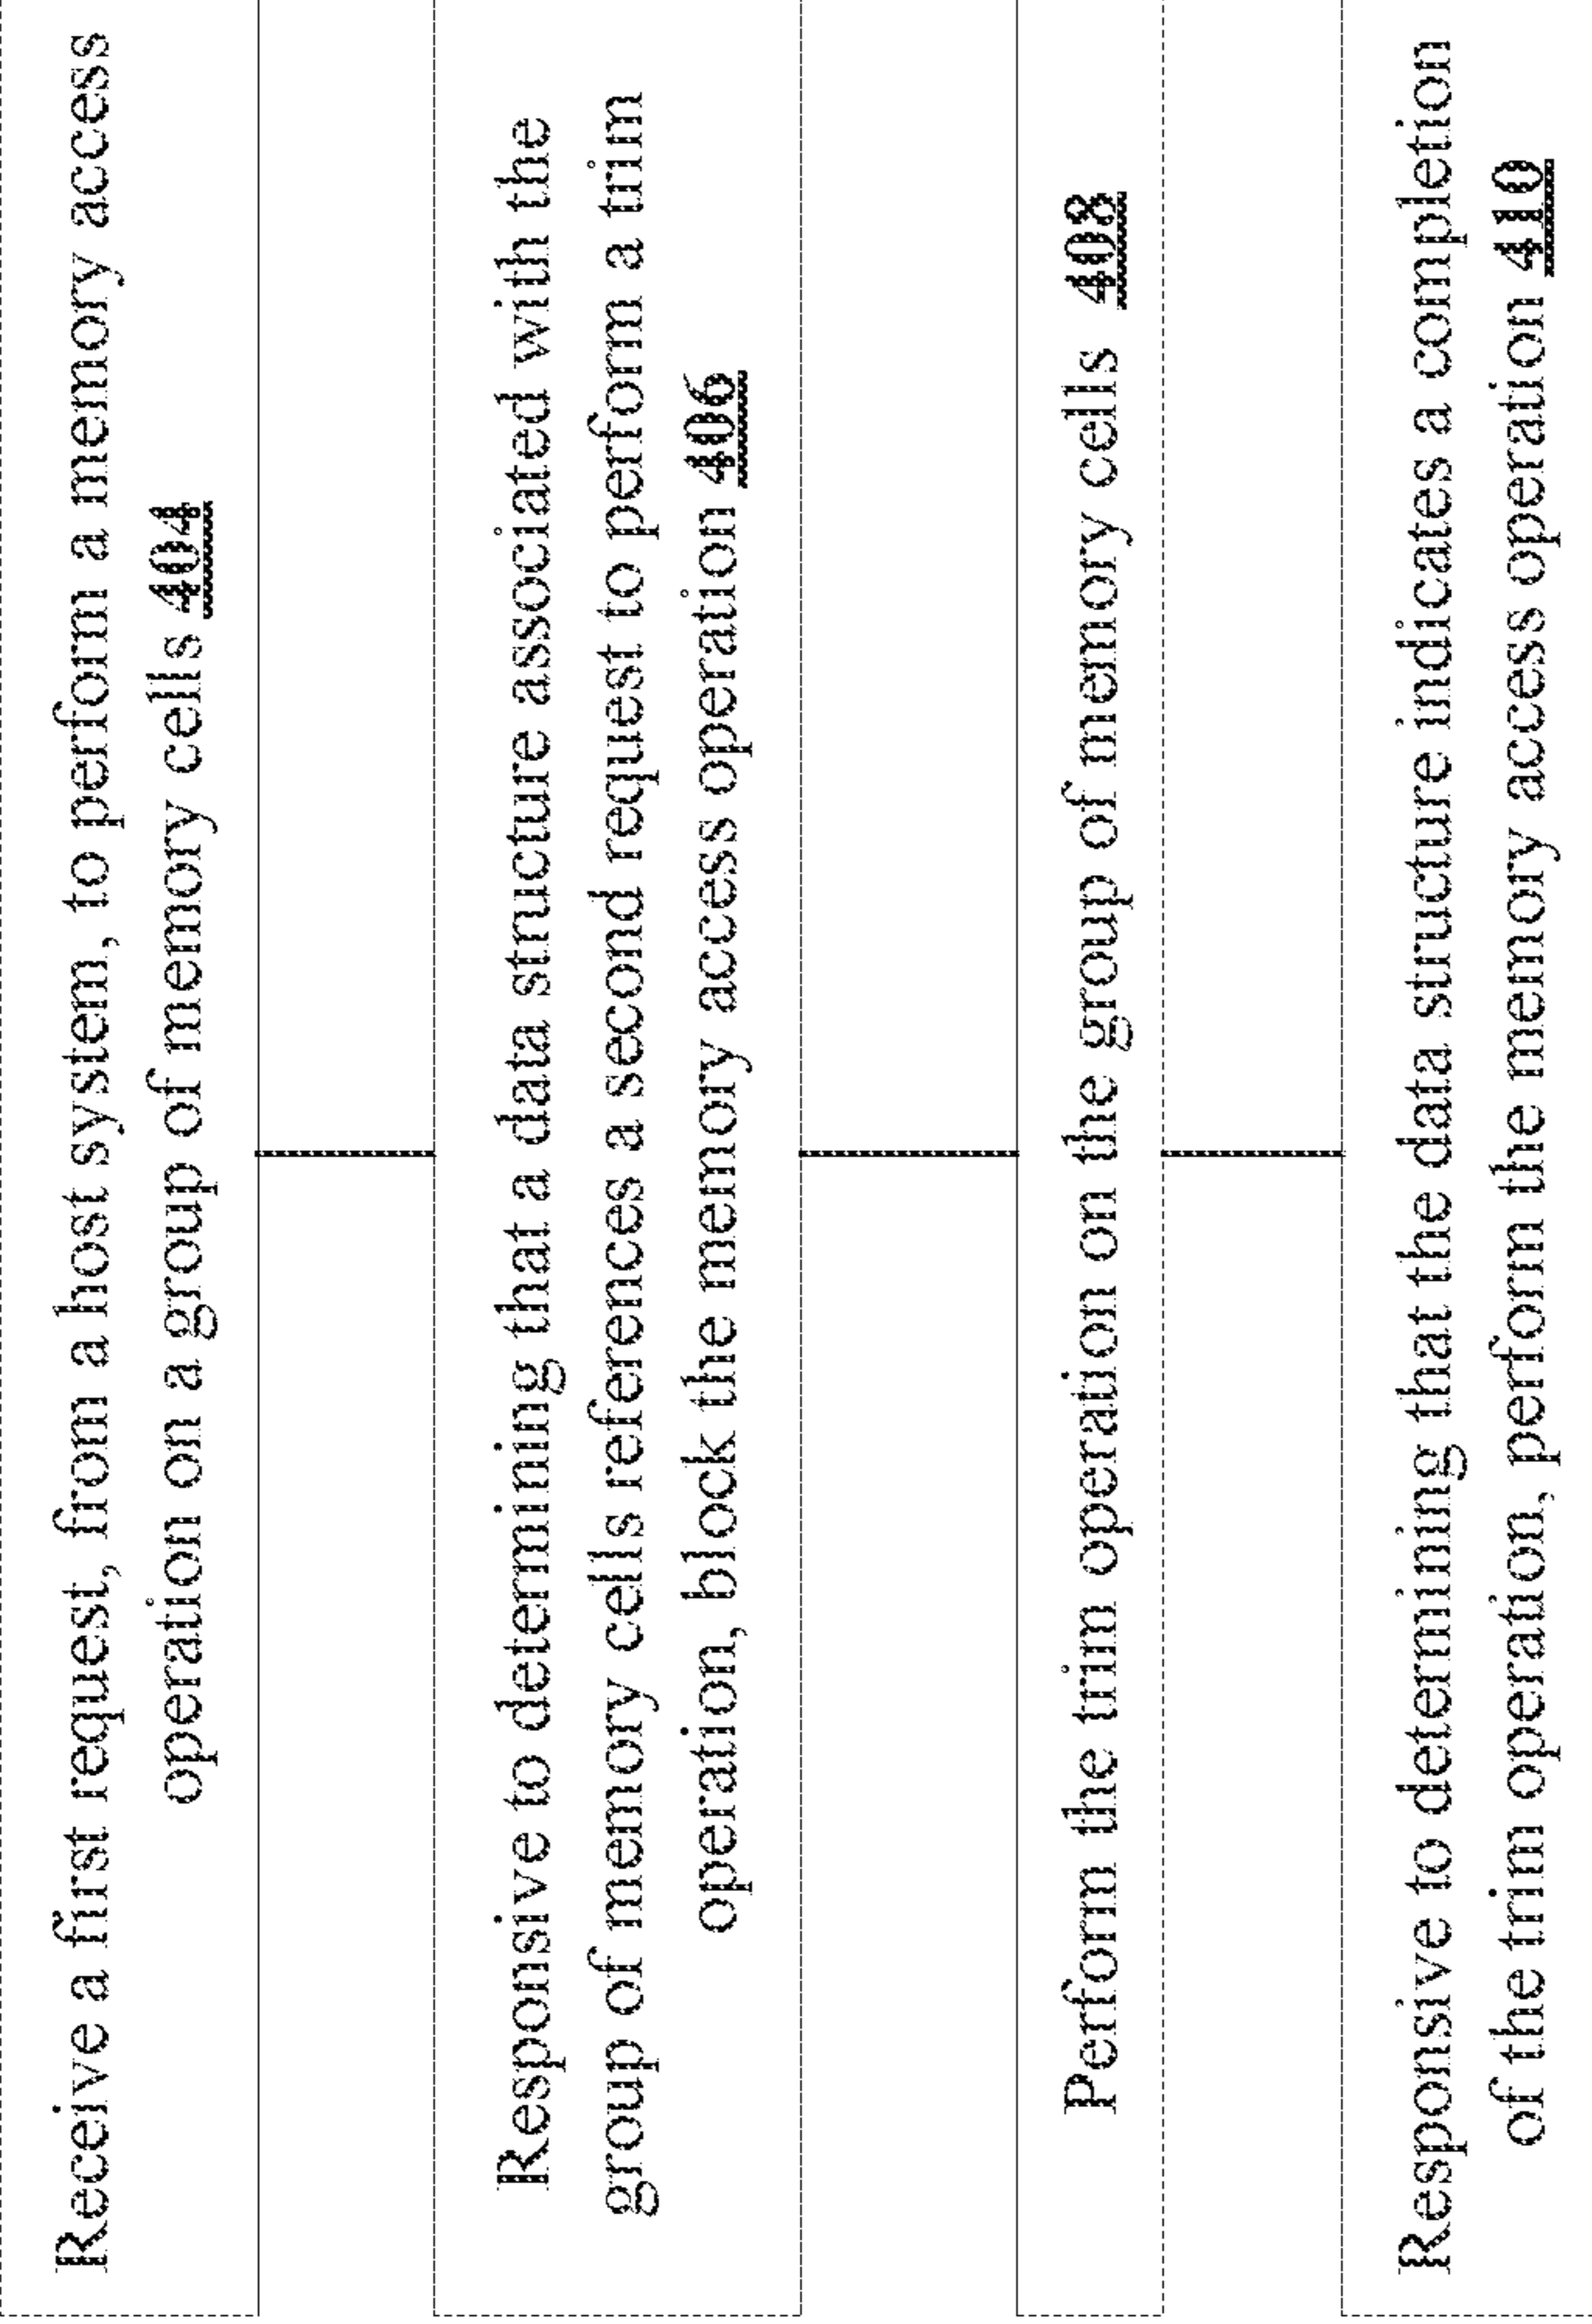 Receive a first request, from a host system, to perform a memory access
operation on a group of memory cells 404
Responsive to determining that a data structure associated with the
group of memory cells references a second request to perform a trim
operation, block the memory access operation 406
Perform the trim operation on the group of memory cells 408
Responsive to determining that the data structure indicates a completion
of the trim operation, perform the memory access operation 410